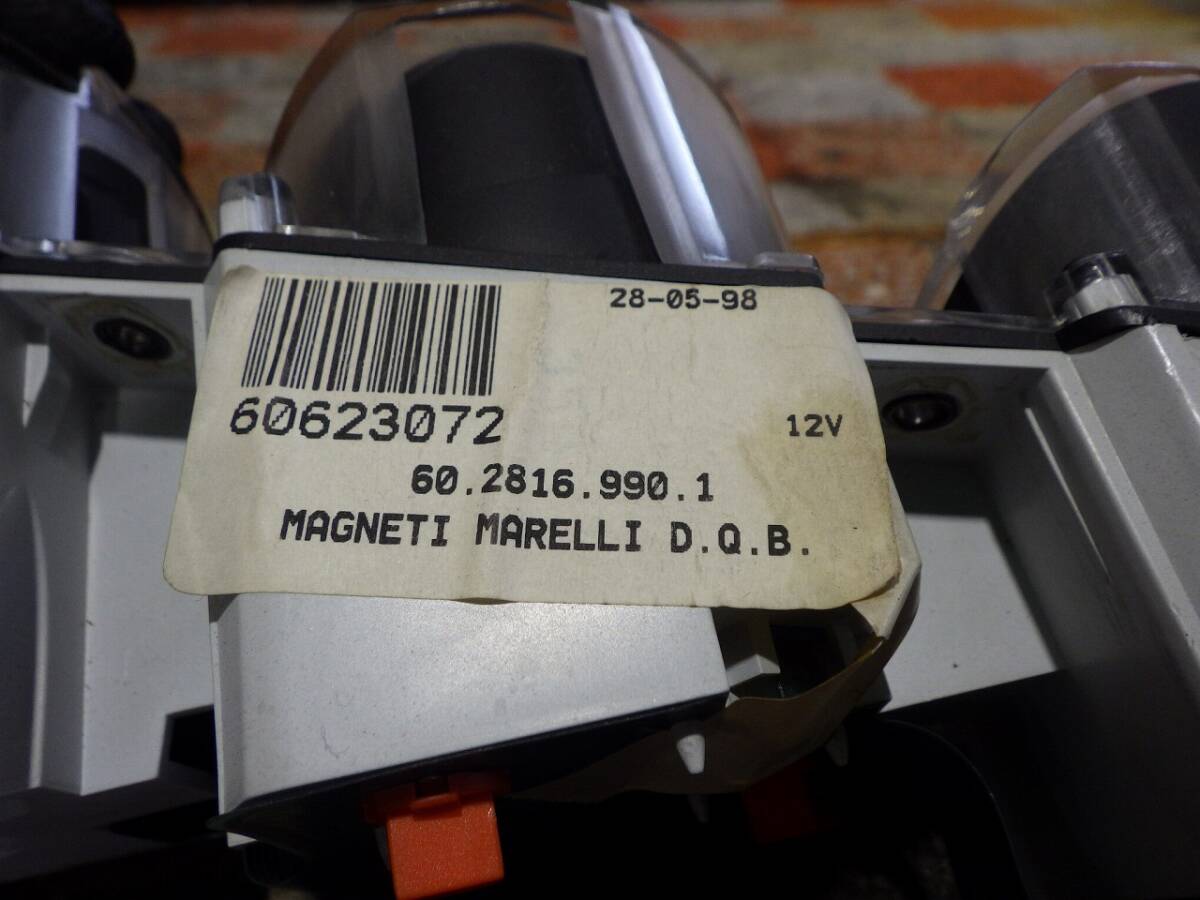 28-05-98
60623072
12V
60.2816.990.1
MAGNETI MARELLI D.Q.B.